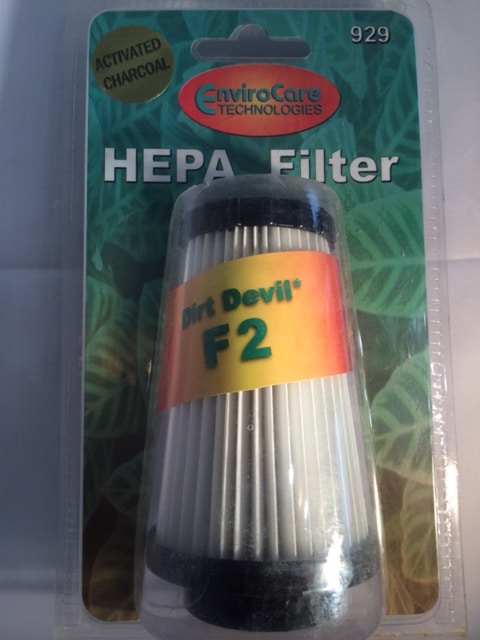 929
ACTIVATED
CHARCOAL
EnviroCare
TECHNOLOGIES
HEPA Filter
Dirt Devil*
F2